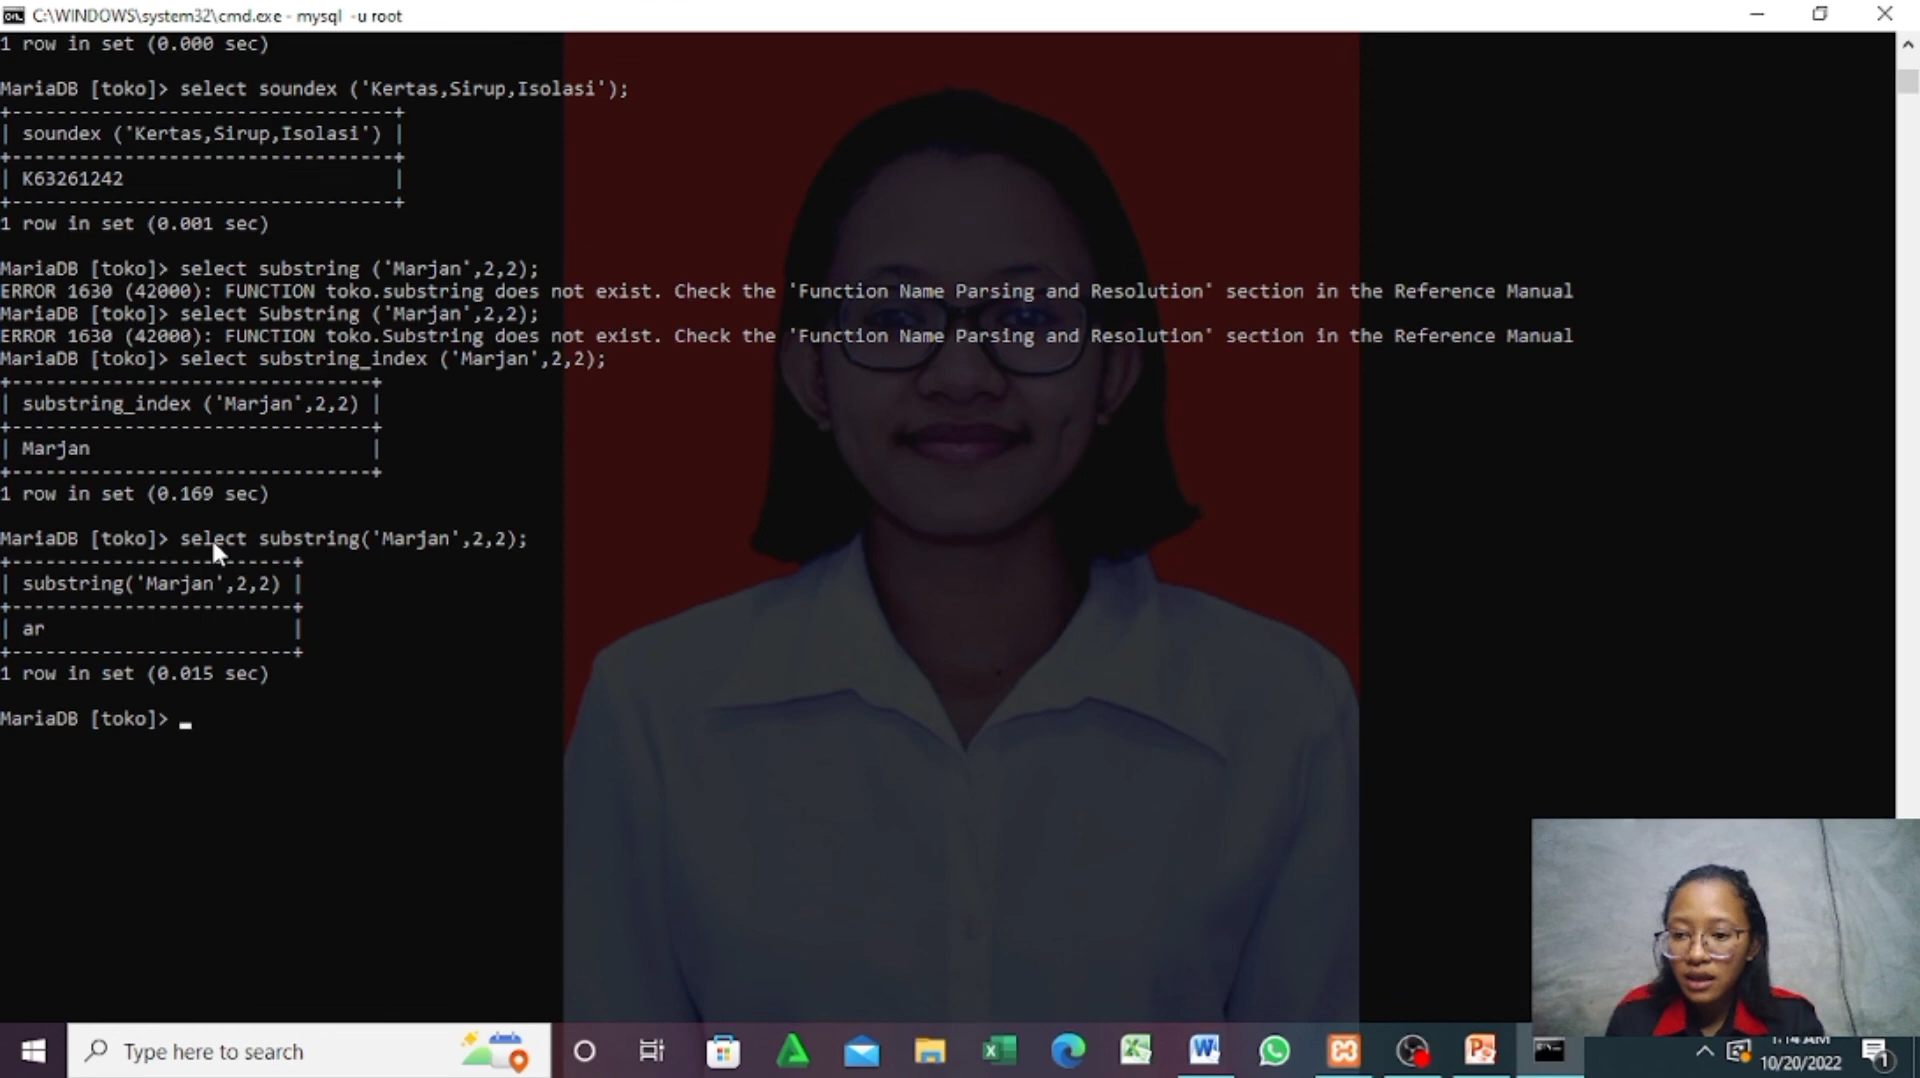 C:\WINDOWS\system32\cmd.exe - mysql -u root
1 row in set (0.000 sec)
MariaDB [toko]> select soundex ('Kertas,Sirup,Isolasi');
+----------------------------------+
| soundex ('Kertas,Sirup,Isolasi') |
+----------------------------------+
| K63261242                        |
+----------------------------------+
1 row in set (0.001 sec)
MariaDB [toko]> select substring ('Marjan',2,2);
ERROR 1630 (42000): FUNCTION toko.substring does not exist. Check the 'Function Name Parsing and Resolution' section in the Reference Manual
MariaDB [toko]> select Substring ('Marjan',2,2);
ERROR 1630 (42000): FUNCTION toko.Substring does not exist. Check the 'Function Name Parsing and Resolution' section in the Reference Manual
MariaDB [toko]> select substring_index ('Marjan',2,2);
+--------------------------------+
| substring_index ('Marjan',2,2) |
+--------------------------------+
| Marjan                         |
+--------------------------------+
1 row in set (0.169 sec)
MariaDB [toko]> select substring('Marjan',2,2);
+-------------------------+
| substring('Marjan',2,2) |
+-------------------------+
| ar                      |
+-------------------------+
1 row in set (0.015 sec)
MariaDB [toko]>
Type here to search
10/20/2022
1